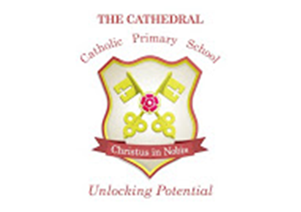 THE CATHEDRAL
Catholic Primary School
Christus in Nobis
Unlocking Potential